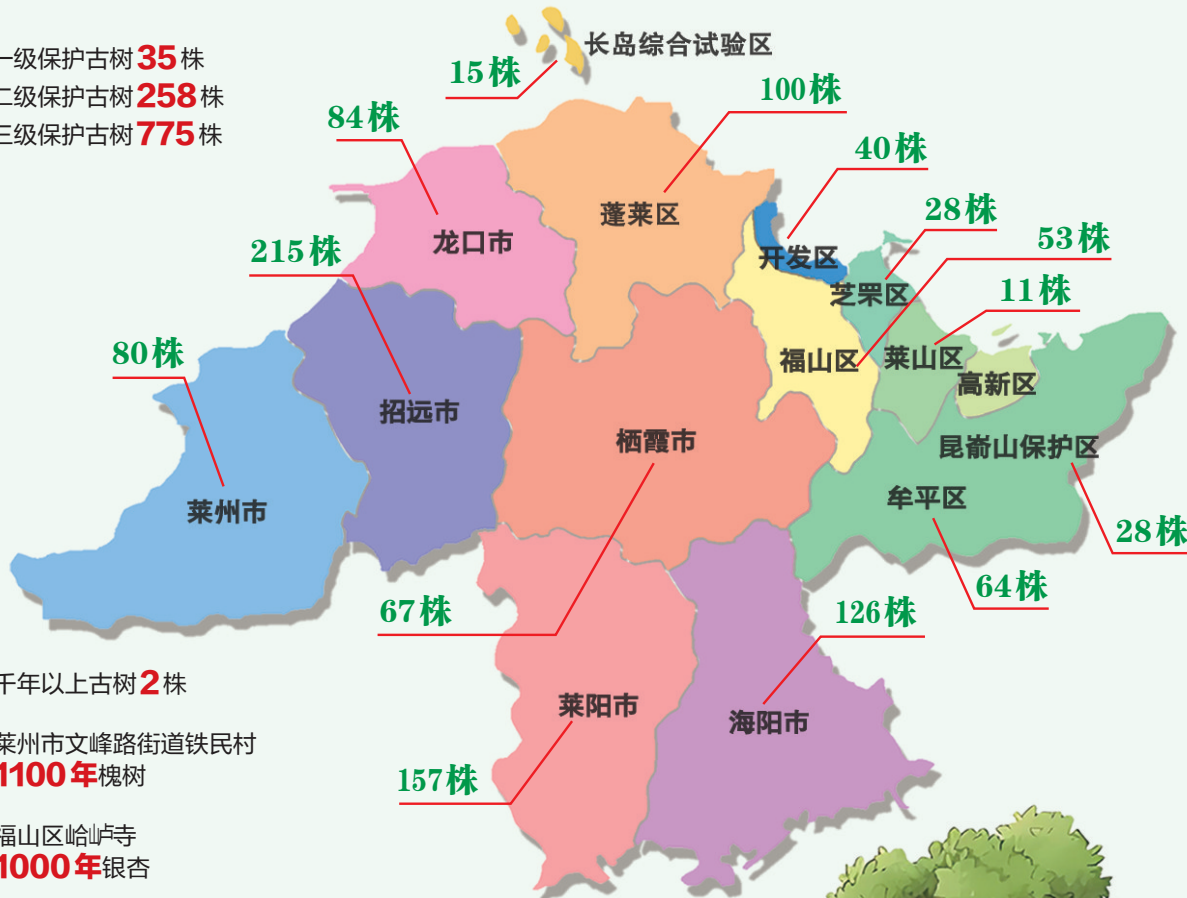 一级保护古树35株
二级保护古树258株
三级保护古树775株
长岛综合试验区
15株
100株
84株
40株
蓬莱区
28株
龙口市
53株
215株
开发区
芝罘区
11株
80株
福山区
莱山区
高新区
招远市
栖霞市
昆嵛山保护区
莱州市
牟平区
28株
64株
67株
126株
千年以上古树2株
莱阳市
海阳市
莱州市文峰路街道铁民村
1100年槐树
157株
福山区峆㟁寺
1000年银杏